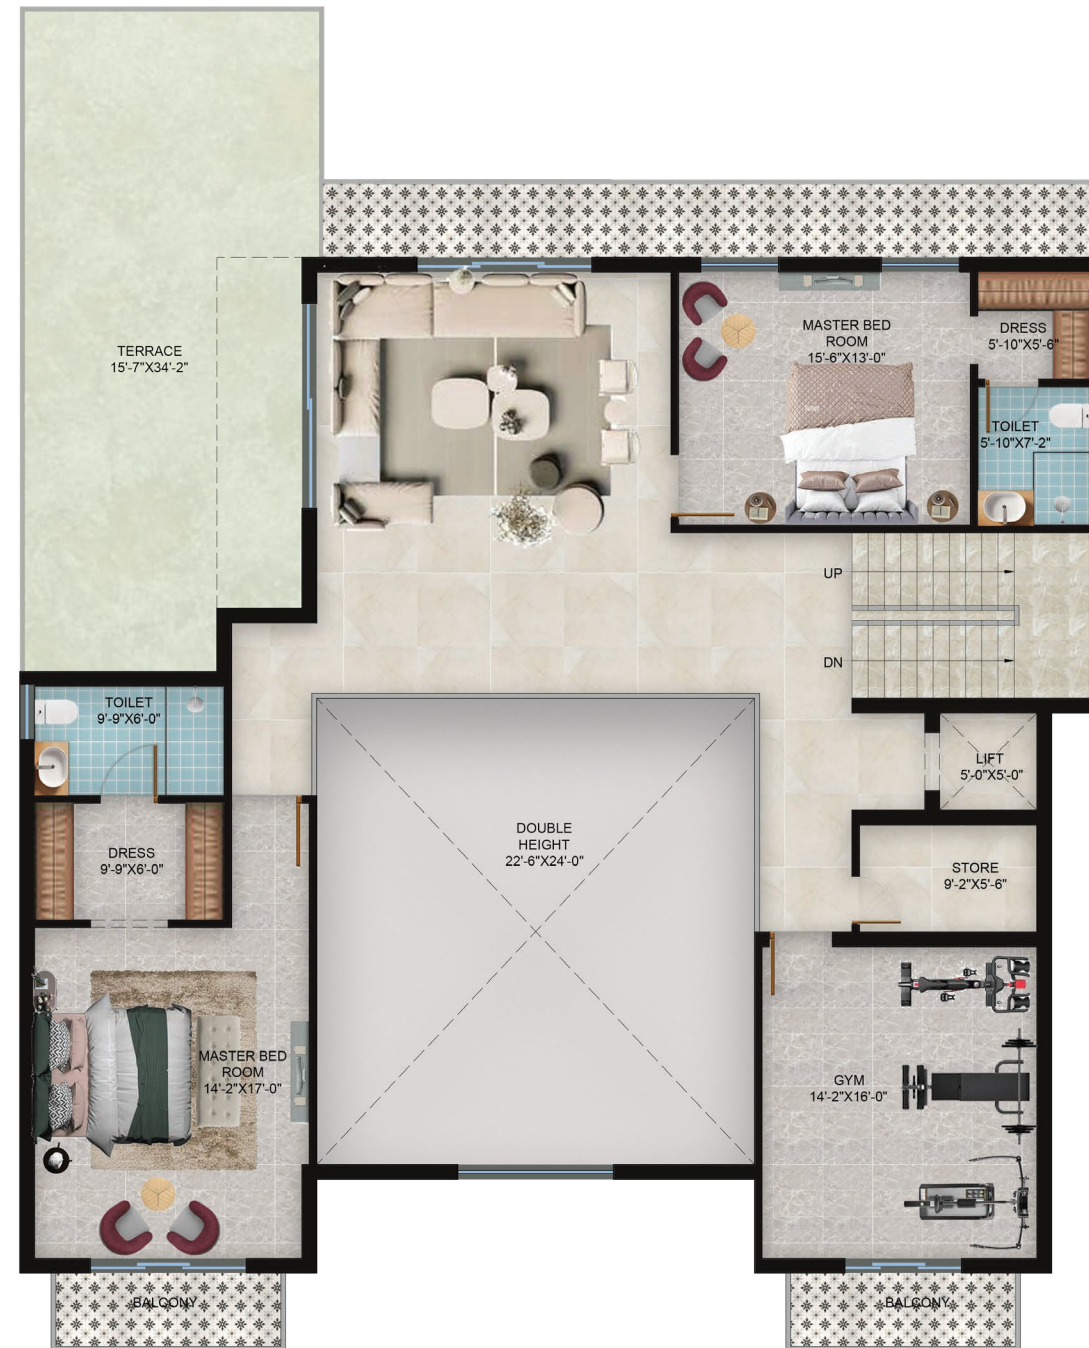 TERRACE
15'-7"X34'-2"
MASTER BED
ROOM
15'-6"X13'-0"
DRESS
5'-10"X5'-6"
TOILET
5'-10"X7'-2"
UP
DN
TOILET
9'-9"X6'-0"
LIFT
5'-0"X5'-0"
DOUBLE
HEIGHT
22'-6"X24'-0"
DRESS
9'-9"X6'-0"
STORE
9'-2"X5'-6"
MASTER BED
ROOM
14'-2"X17'-0"
GYM
14'-2"X16'-0"
BALCONY
BALCONY